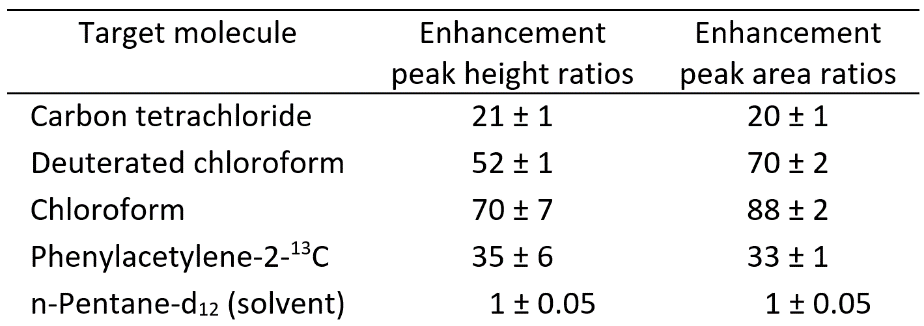 Target molecule Enhancement peak height ratios Enhancement peak area ratios
Carbon tetrachloride 21 ± 1 20 ± 1
Deuterated chloroform 52 ± 1 70 ± 2
Chloroform 70 ± 7 88 ± 2
Phenylacetylene-2-¹³C 35 ± 6 33 ± 1
n-Pentane-d₁₂ (solvent) 1 ± 0.05 1 ± 0.05